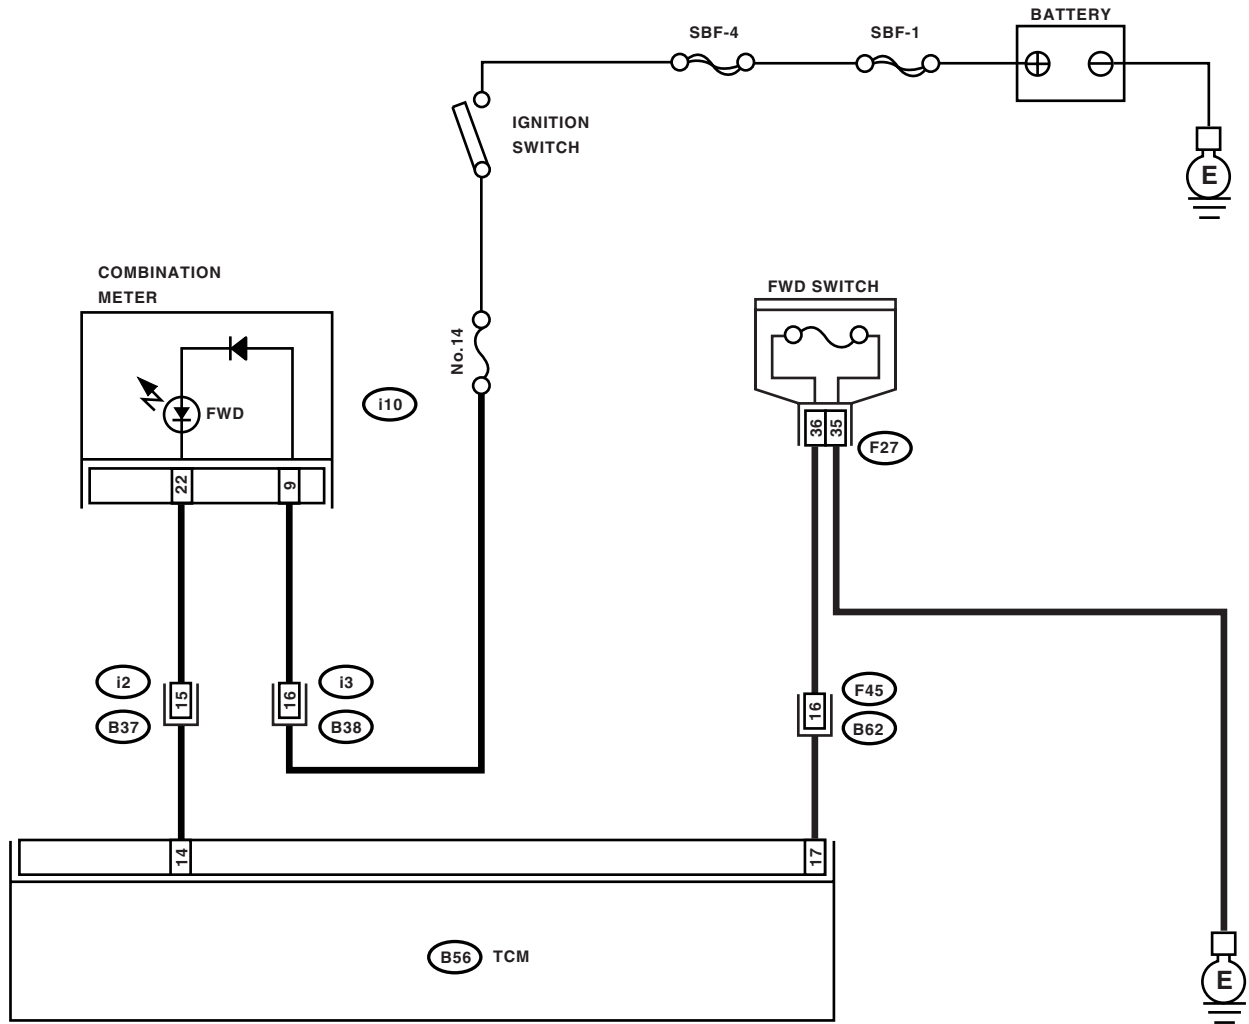 BATTERY
SBF-4
SBF-1
IGNITION
SWITCH
E
COMBINATION
METER
FWD SWITCH
No.14
i10
FWD
36
35
F27
22
9
i2
15
B37
i3
16
B38
F45
16
B62
14
17
B56 TCM
E